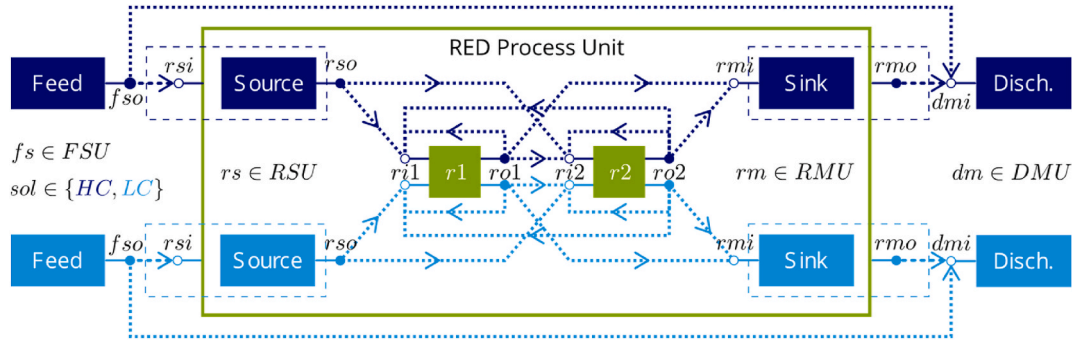 RED Process Unit
Feed fso rsi Source rso rmi Sink rmo dmi Disch.
fs ∈ FSU
sol ∈ {HC, LC}
rs ∈ RSU
ri1 r1 ro1 ri2 r2 ro2
rm ∈ RMU
dm ∈ DMU
Feed fso rsi Source rso rmi Sink rmo dmi Disch.